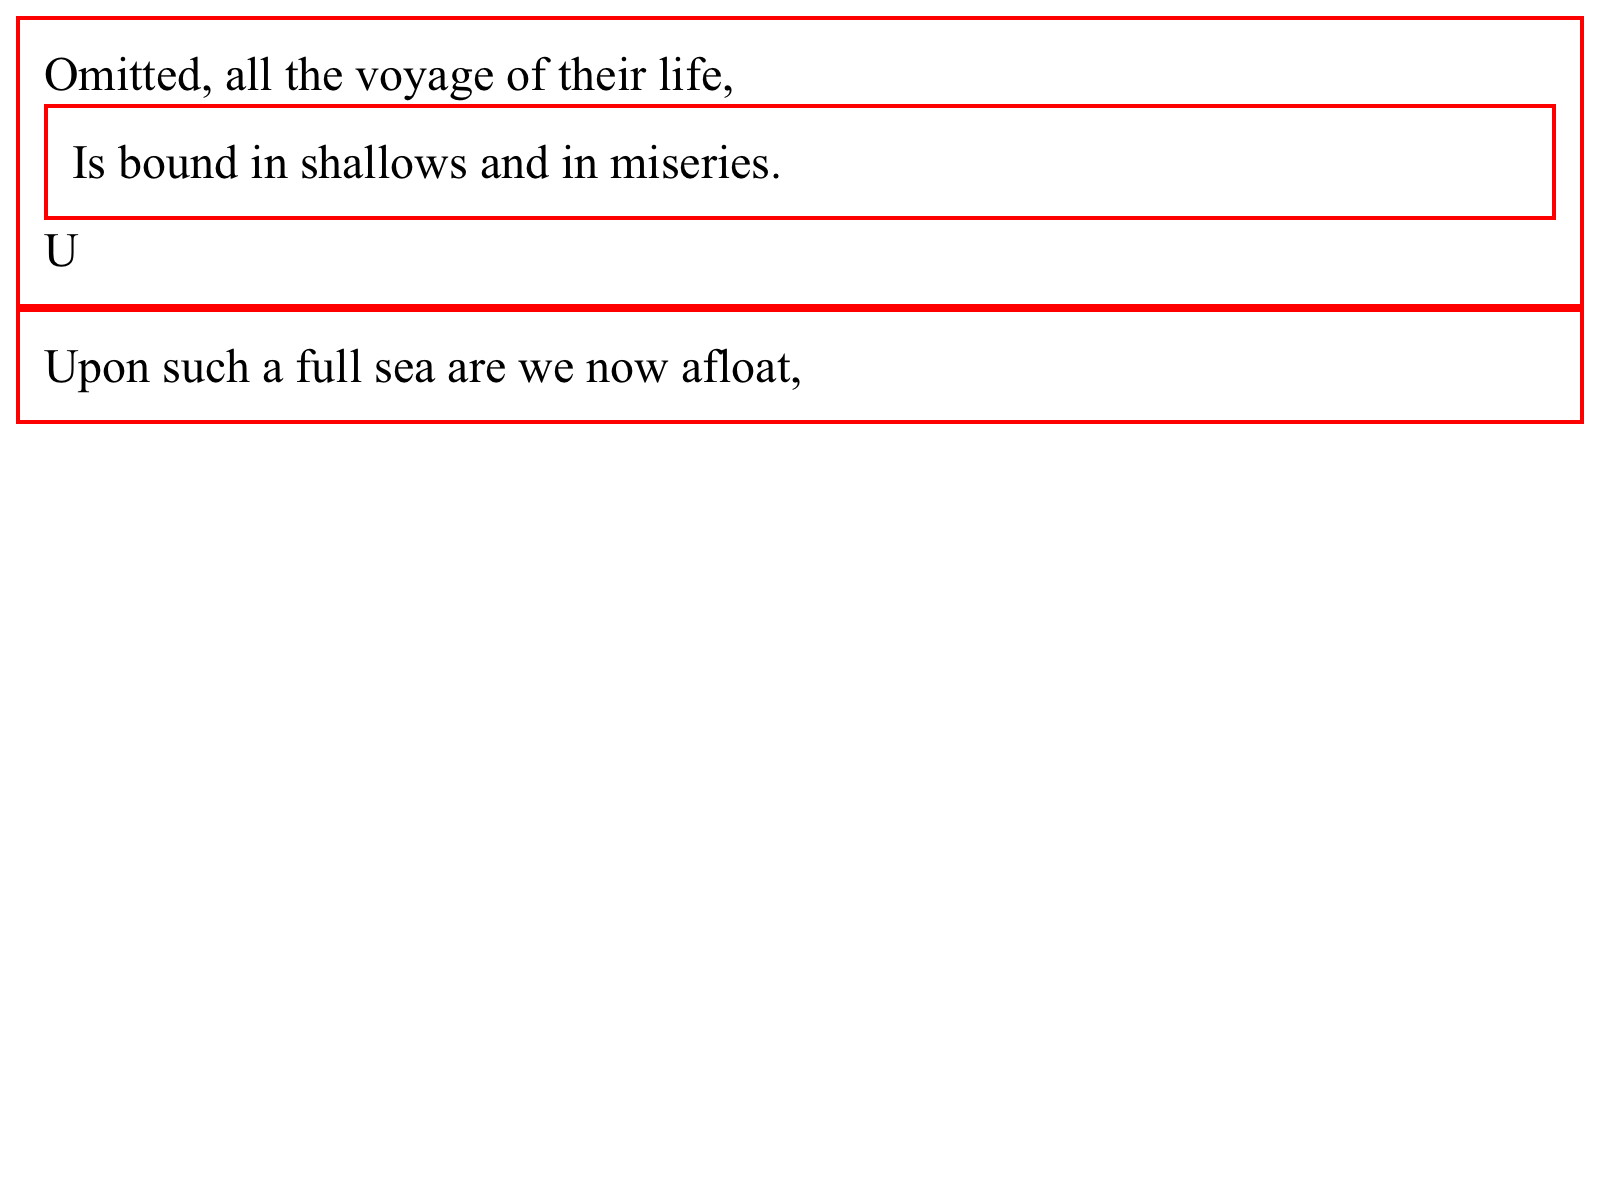 Omitted, all the voyage of their life,
Is bound in shallows and in miseries.
U
Upon such a full sea are we now afloat,